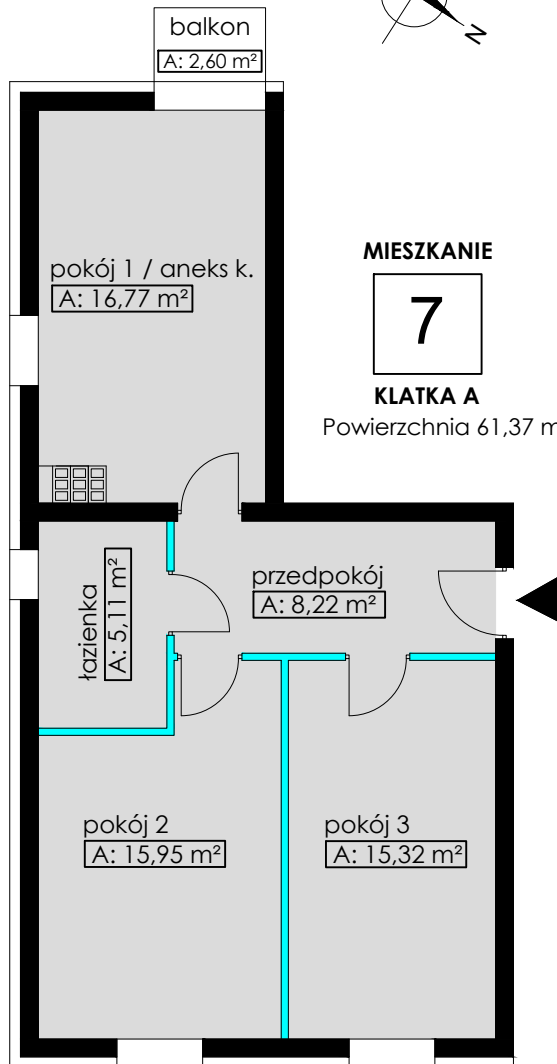 balkon
A: 2,60 m²
N
pokój 1 / aneks k.
A: 16,77 m²
MIESZKANIE
7
KLATKA A
Powierzchnia 61,37 m
łazienka
A: 5,11 m²
przedpokój
A: 8,22 m²
pokój 2
A: 15,95 m²
pokój 3
A: 15,32 m²